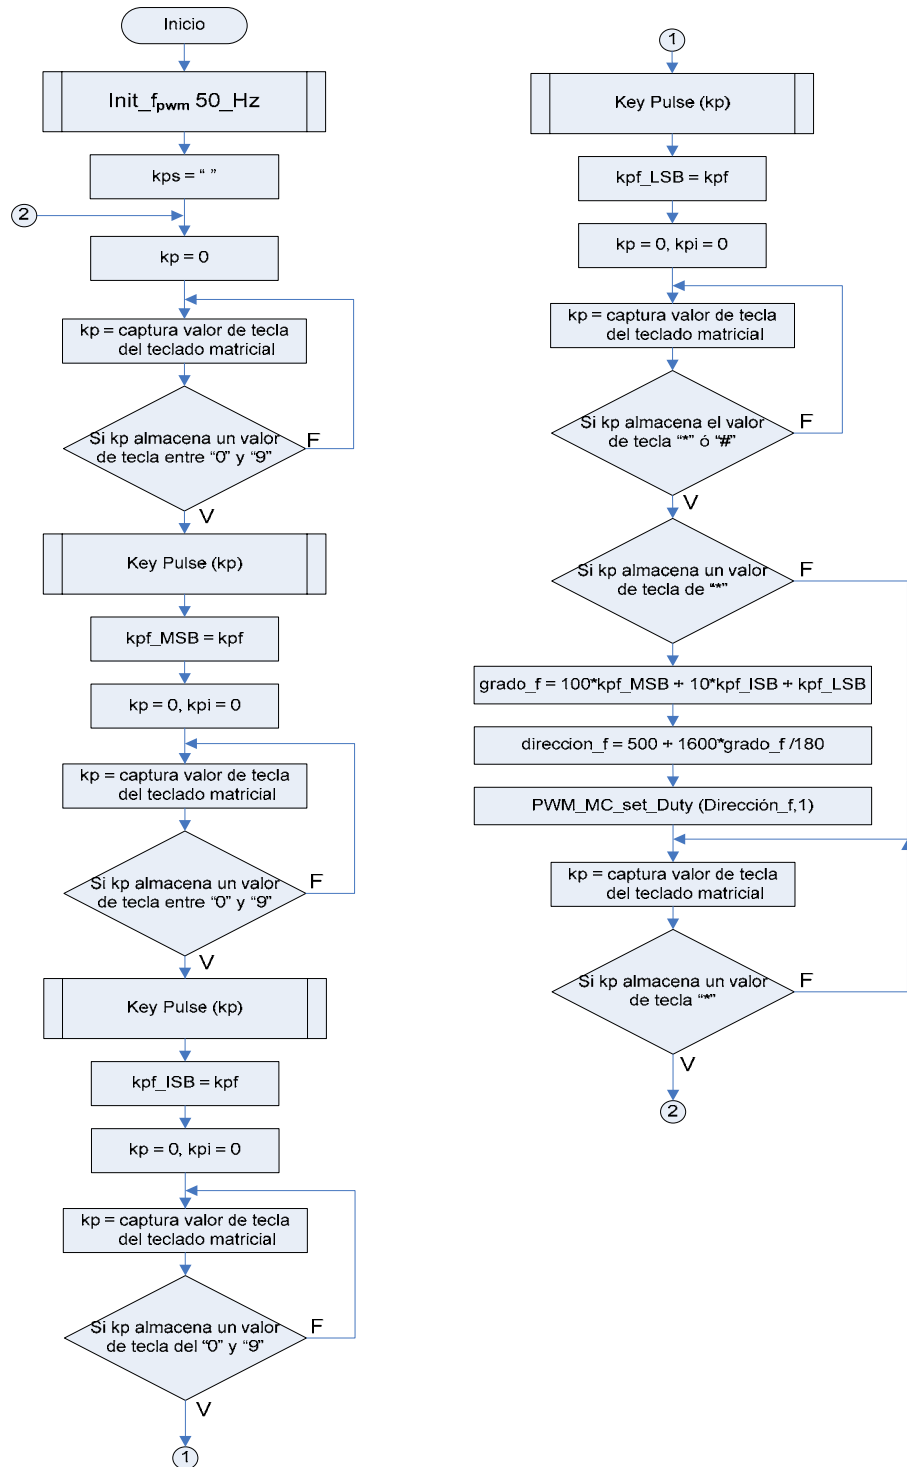 Inicio
Init_fpwm 50_Hz
kps = “ ”
2
kp = 0
kp = captura valor de tecla
del teclado matricial
Si kp almacena un valor
de tecla entre “0” y “9”
F
V
Key Pulse (kp)
kpf_MSB = kpf
kp = 0, kpi = 0
kp = captura valor de tecla
del teclado matricial
Si kp almacena un valor
de tecla entre “0” y “9”
F
V
Key Pulse (kp)
kpf_ISB = kpf
kp = 0, kpi = 0
kp = captura valor de tecla
del teclado matricial
Si kp almacena un valor
de tecla del “0” y “9”
F
V
1
1
Key Pulse (kp)
kpf_LSB = kpf
kp = 0, kpi = 0
kp = captura valor de tecla
del teclado matricial
Si kp almacena el valor
de tecla “*” ó “#”
F
V
Si kp almacena un valor
de tecla de “*”
F
grado_f = 100*kpf_MSB + 10*kpf_ISB + kpf_LSB
direccion_f = 500 + 1600*grado_f /180
PWM_MC_set_Duty (Dirección_f,1)
kp = captura valor de tecla
del teclado matricial
Si kp almacena un valor
de tecla “*”
F
V
2